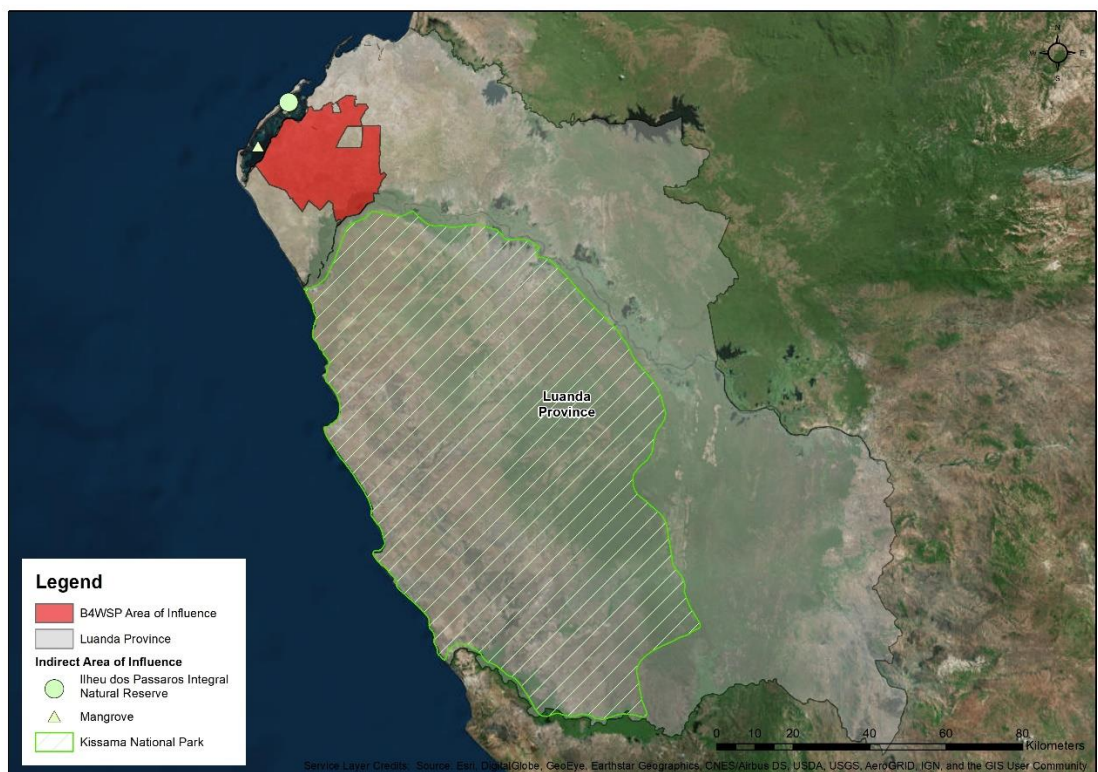 N
W E
S
Luanda
Province
Legend
B4WSP Area of Influence
Luanda Province
Indirect Area of Influence
Ilheu dos Passaros Integral
Natural Reserve
Mangrove
Kissama National Park
0 10 20 40 60 80
Kilometers
Service Layer Credits: Source: Esri, DigitalGlobe, GeoEye, Earthstar Geographics, CNES/Airbus DS, USDA, USGS, AeroGRID, IGN, and the GIS User Community